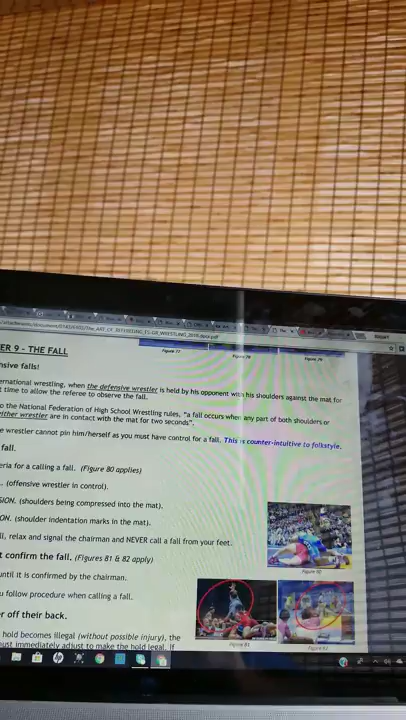 ER 9 - THE FALL
Figure 77
Figure 78
nsive falls!
ernational wrestling, when the defensive wrestler is held by his opponent with his shoulders against the mat for
t time to allow the referee to observe the fall.
o the National Federation of High School Wrestling rules, "a fall occurs when any part of both shoulders or
either wrestler are in contact with the mat for two seconds".
e wrestler cannot pin him/herself as you must have control for a fall. This is counter-intuitive to folkstyle.
fall.
eria for calling a fall. (Figure 80 applies)
. (offensive wrestler in control).
SION. (shoulders being compressed into the mat).
ON. (shoulder indentation marks in the mat).
ll, relax and signal the chairman and NEVER call a fall from your feet.
t confirm the fall. (Figures 81 & 82 apply)
until it is confirmed by the chairman.
u follow procedure when calling a fall.
r off their back.
hold becomes illegal (without possible injury), the
ust immediately adjust to make the hold legal. If
Figure 81